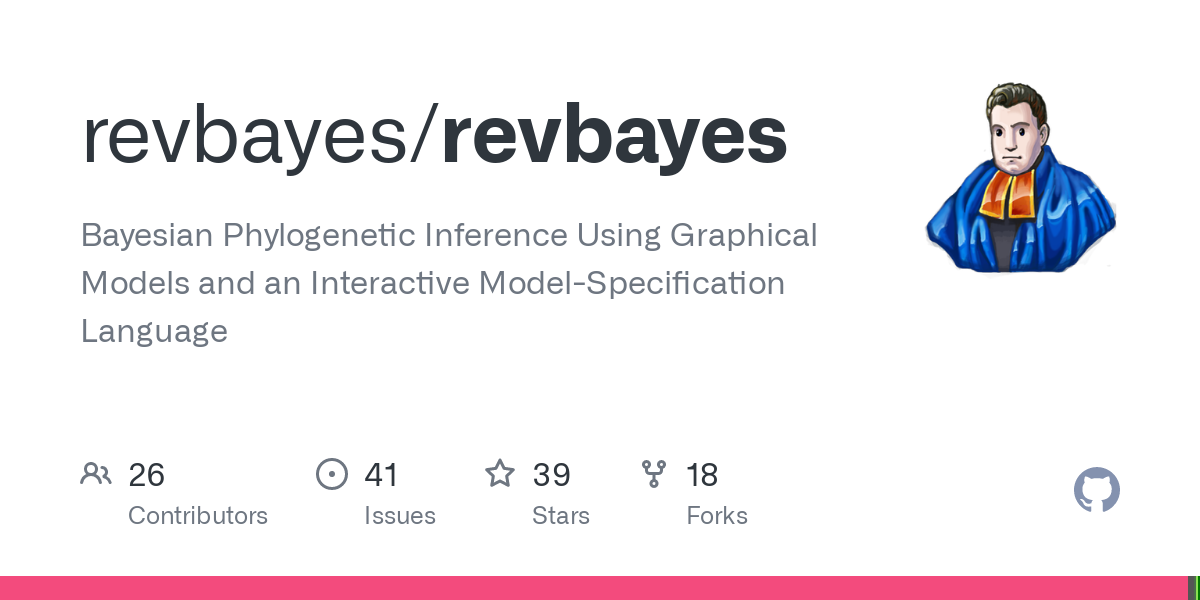 revbayes/revbayes
Bayesian Phylogenetic Inference Using Graphical
Models and an Interactive Model-Specification
Language
26 41 39 18
Contributors Issues Stars Forks